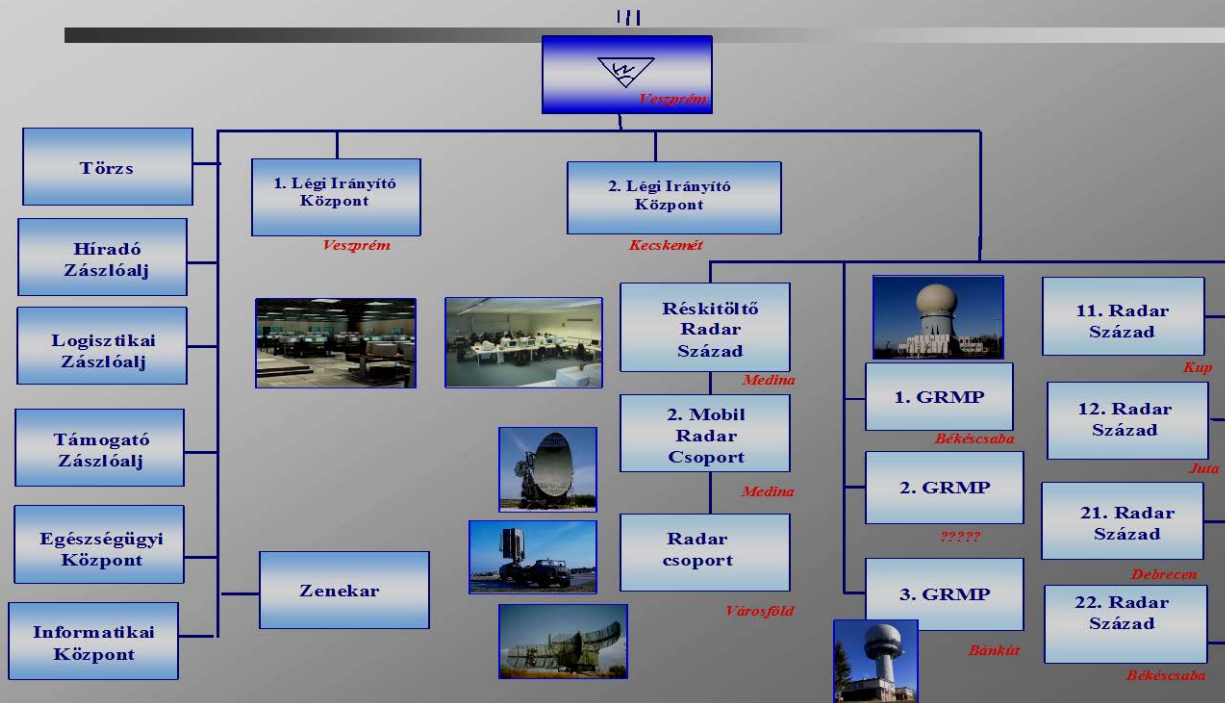 Veszprém
Törzs
Híradó
Zászlóalj
Logisztikai
Zászlóalj
Támogató
Zászlóalj
Egészségügyi
Központ
Informatikai
Központ
Zenekar
1. Légi Irányító
Központ
Veszprém
2. Légi Irányító
Központ
Kecskemét
Réskitöltő
Radar
Század
Medina
2. Mobil
Radar
Csoport
Medina
Radar
csoport
Városföld
1. GRMP
Békéscsaba
2. GRMP
?????
3. GRMP
Bánkút
11. Radar
Század
Kup
12. Radar
Század
Juta
21. Radar
Század
Debrecen
22. Radar
Század
Békéscsaba